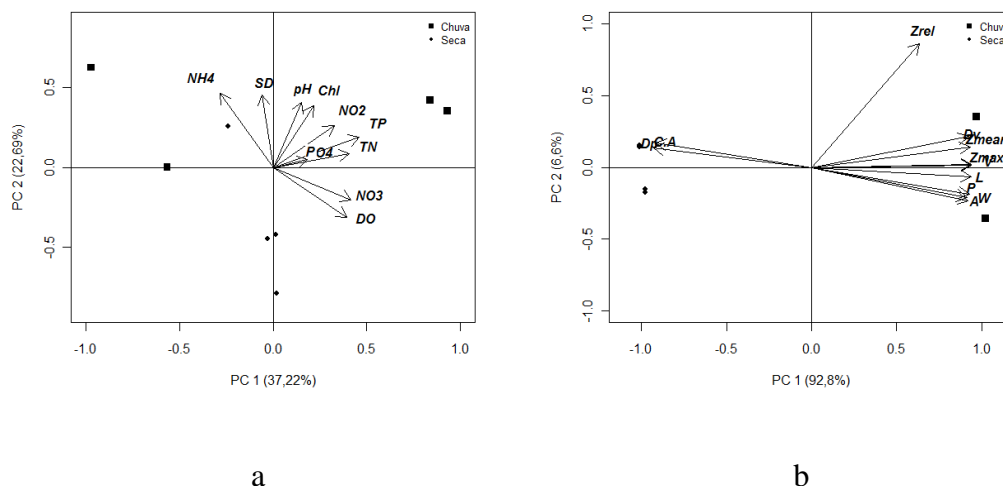 Chuva
Seca
NH4
SD
pH
Chl
NO2
TP
TN
PO4
NO3
DO
0.5
0.0
-0.5
-1.0
-0.5
0.0
0.5
1.0
PC 2 (22,69%)
PC 1 (37,22%)
a
Chuva
Seca
Zrel
Dv
Zmean
Zmax
V
L
P
W
A
Dp
C.A
1.0
0.5
0.0
-0.5
-1.0
-1.0
-0.5
0.0
0.5
1.0
PC 2 (6,6%)
PC 1 (92,8%)
b